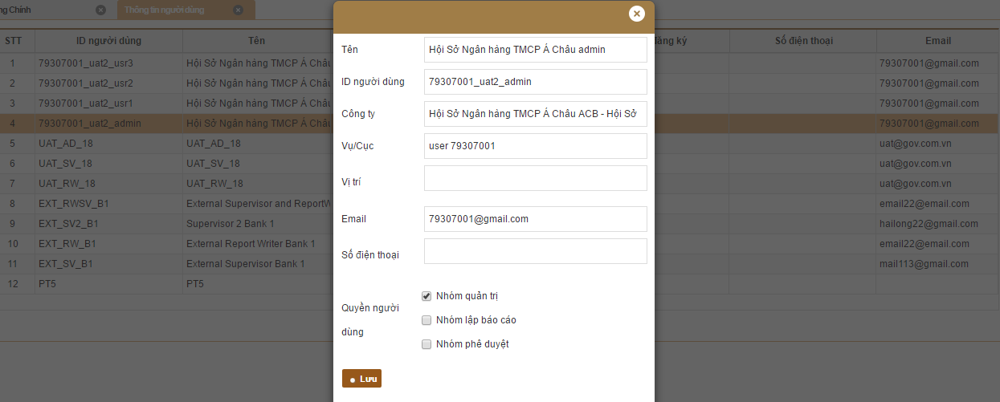 ng Chính
Thông tin người dùng
STT ID người dùng Tên đăng ký Số điện thoại Email
1 79307001_uat2_usr3 Hội Sở Ngân hàng TMCP Á Châu 79307001@gmail.com
2 79307001_uat2_usr2 Hội Sở Ngân hàng TMCP Á Châu 79307001@gmail.com
3 79307001_uat2_usr1 Hội Sở Ngân hàng TMCP Á Châu 79307001@gmail.com
4 79307001_uat2_admin Hội Sở Ngân hàng TMCP Á Châu 79307001@gmail.com
5 UAT_AD_18 UAT_AD_18 uat@gov.com.vn
6 UAT_SV_18 UAT_SV_18 uat@gov.com.vn
7 UAT_RW_18 UAT_RW_18 uat@gov.com.vn
8 EXT_RWSV_B1 External Supervisor and ReportW email22@email.com
9 EXT_SV2_B1 Supervisor 2 Bank 1 hailong22@gmail.com
10 EXT_RW_B1 External Report Writer Bank 1 email22@email.com
11 EXT_SV_B1 External Supervisor Bank 1 mail113@gmail.com
12 PT5 PT5
Tên Hội Sở Ngân hàng TMCP Á Châu admin
ID người dùng 79307001_uat2_admin
Công ty Hội Sở Ngân hàng TMCP Á Châu ACB - Hội Sở
Vụ/Cục user 79307001
Vị trí
Email 79307001@gmail.com
Số điện thoại
Quyền người dùng
Nhóm quản trị
Nhóm lập báo cáo
Nhóm phê duyệt
Lưu